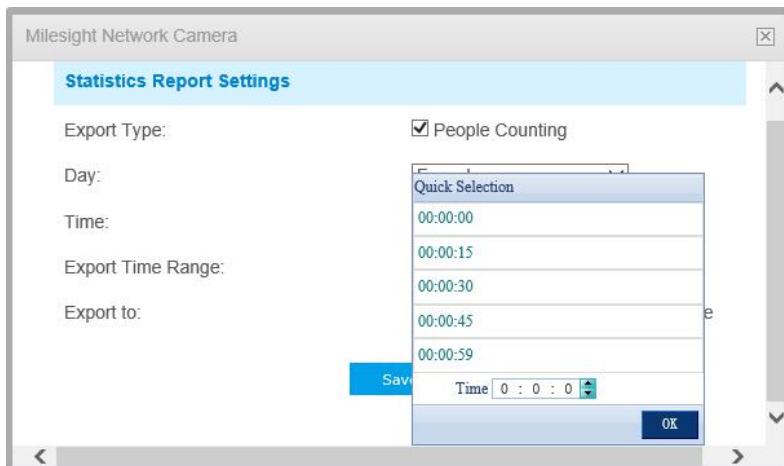 Milesight Network Camera
Statistics Report Settings
Export Type: People Counting
Day:
Quick Selection
00:00:00
Time:
00:00:15
Export Time Range:
00:00:30
Export to:
00:00:45
00:00:59
Time 0 : 0 : 0
OK